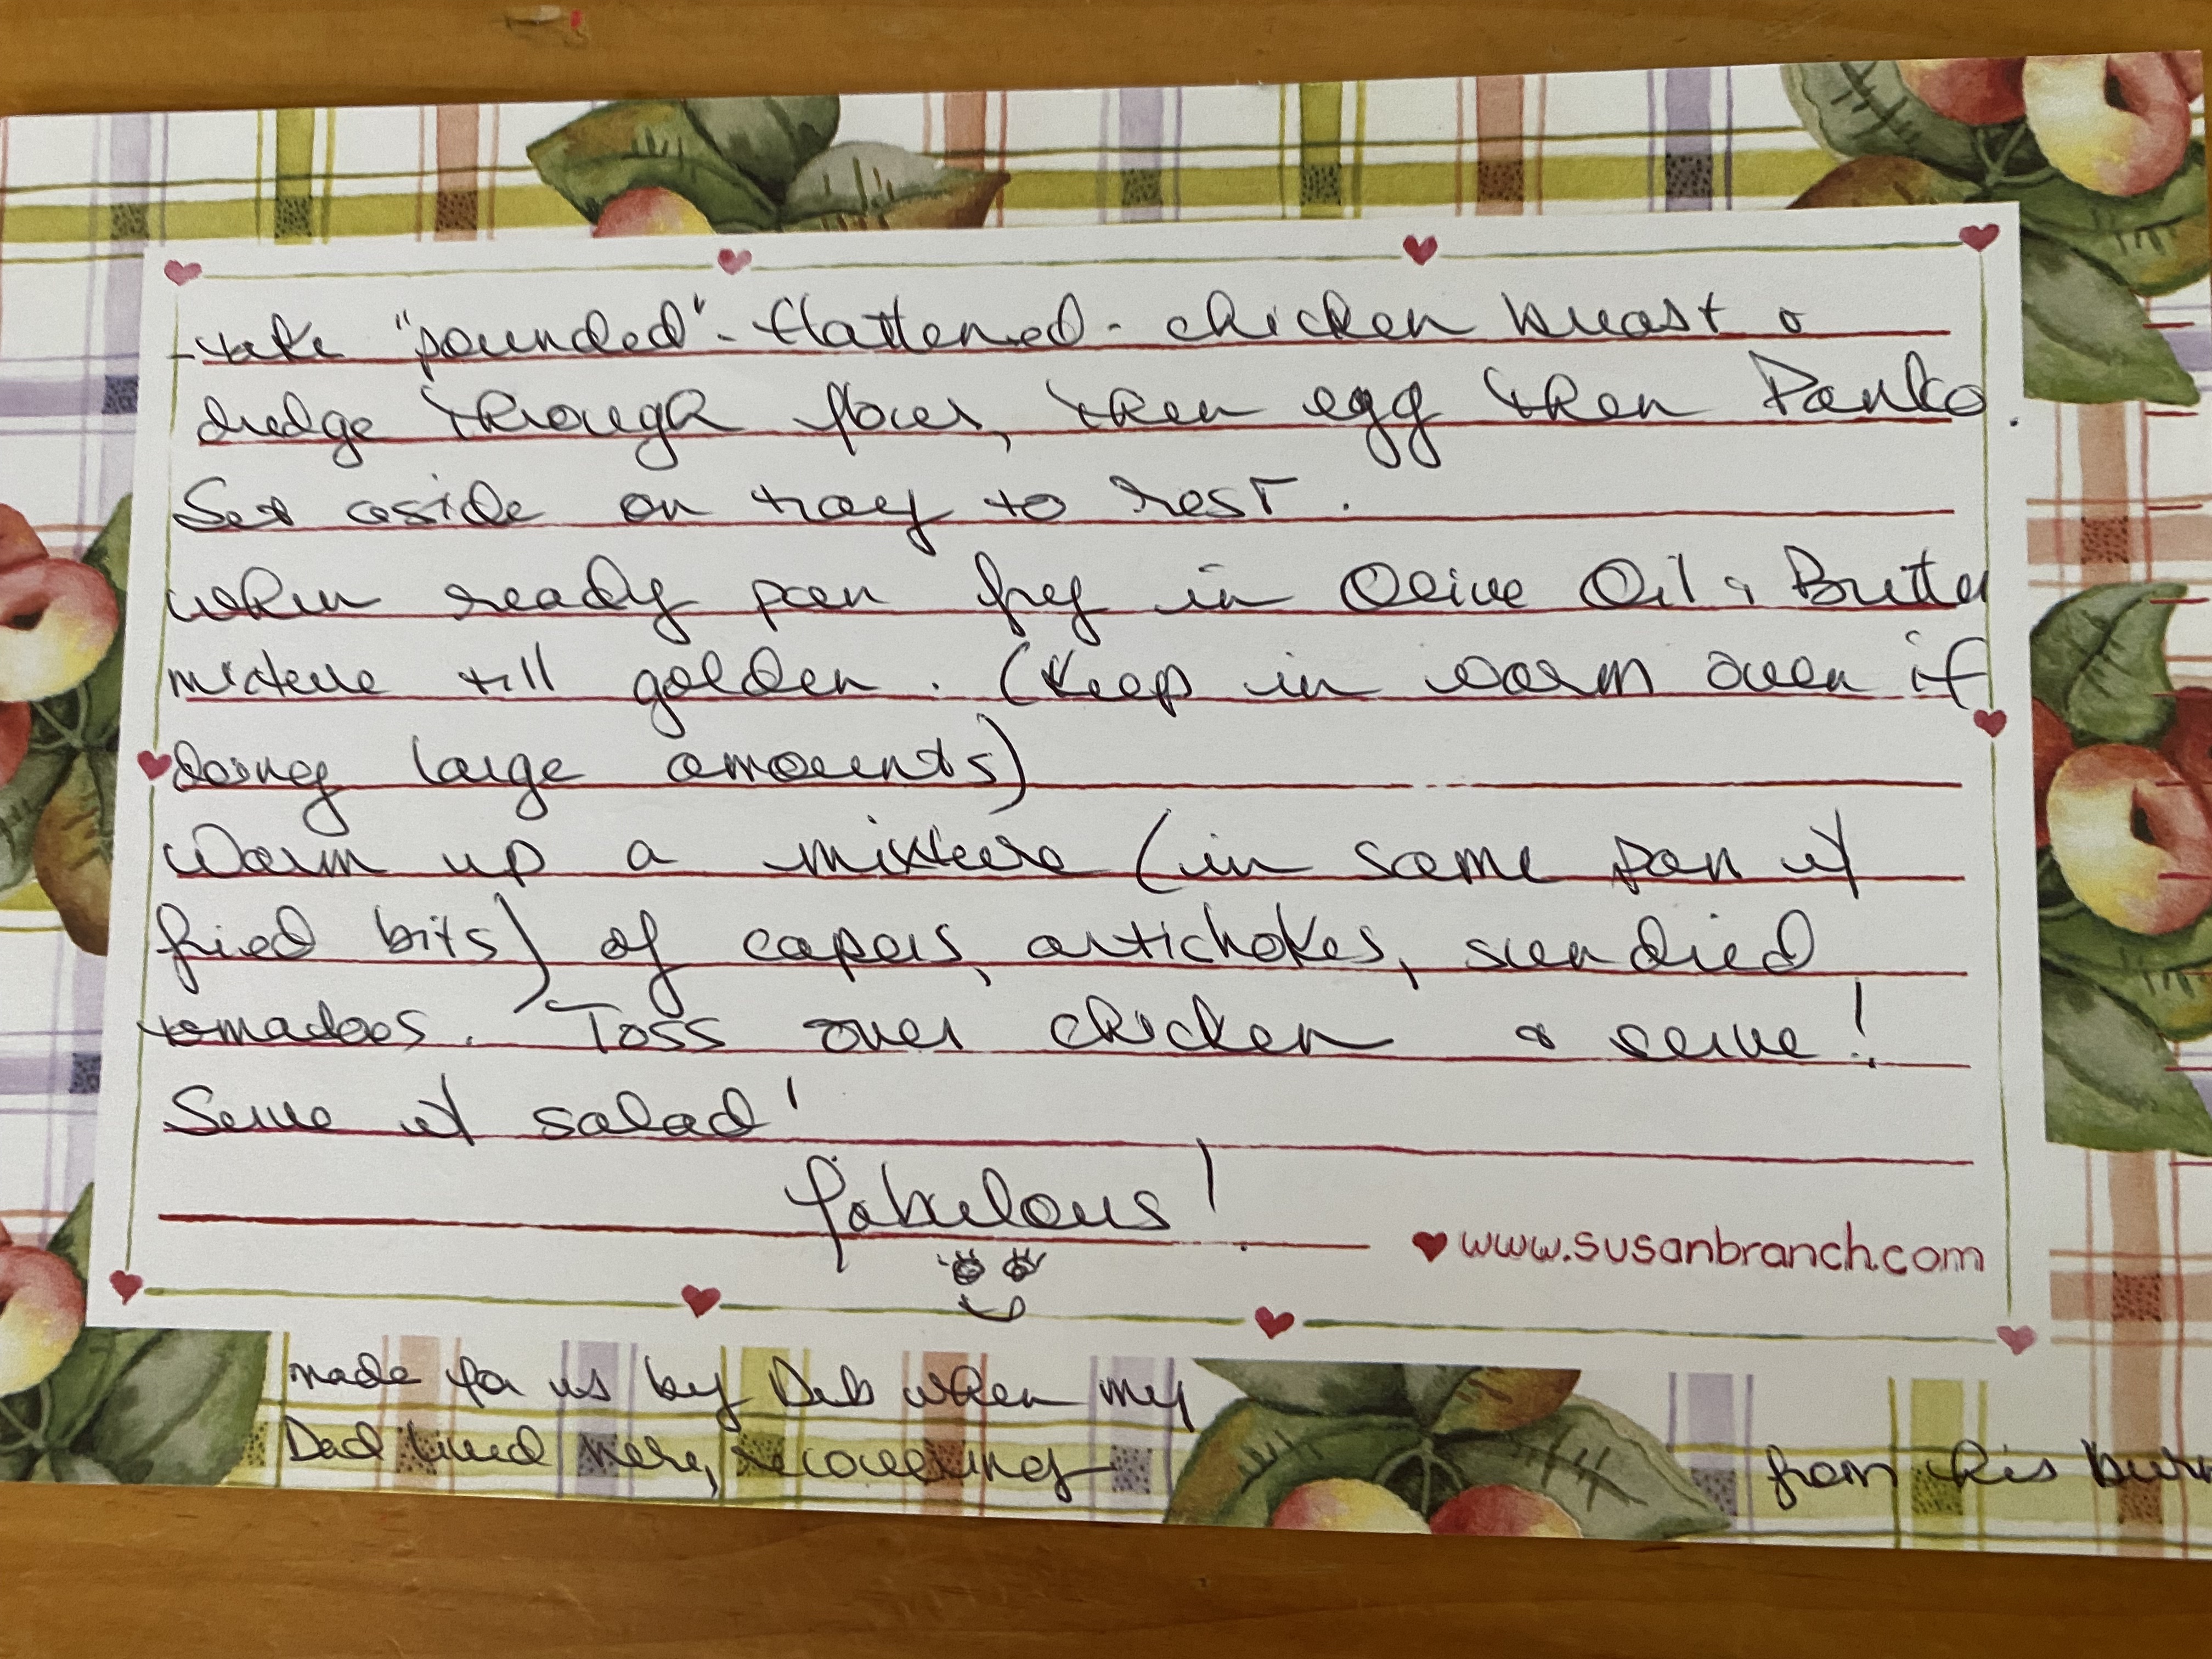 - take "pounded" - flattened - chicken breast &
dredge through flour, then egg then Panko.
Set aside on tray to rest.
when ready pan fry in Olive Oil & Butter
mixture till golden. (Keep in warm oven if
doing large amounts)
Warm up a mixture (in same pan w/
fried bits) of capers, artichokes, sun dried
tomadoes. Toss over chicken & serve!
Serve w/ salad!
fabulous!
www.susanbranch.com
made for us by Deb when my
Dad lived here, recovering from his